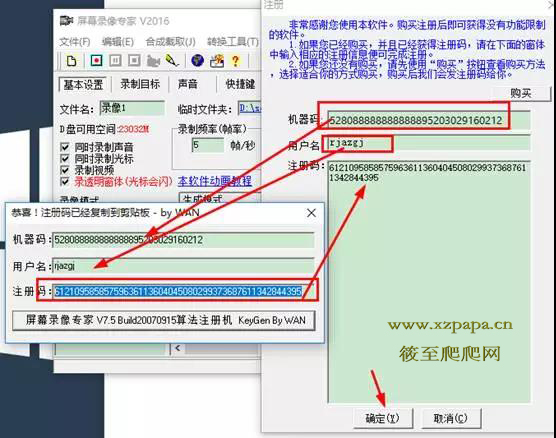 屏幕录像专家 V2016
文件(F) 编辑(E) 合成截取(J) 转换工具(T)
基本设置 录制目标 声音 快捷键
文件名: 录像1 临时文件夹: D:\
D盘可用空间:23032M
同时录制声音
同时录制光标
录制视频
录透明窗体(光标会闪)
录制频率(帧率)
5 帧/秒
本软件动画教程
录像模式
生成模式
恭喜！注册码已经复制到剪贴板 - by WAN
机器码: 52808888888888895203029160212
用户名: rjazgj
注册码: 61210958585759636113604045080299373687611342844395
屏幕录像专家 V7.5 Build20070915算法注册机 KeyGen By WAN
注册
非常感谢您使用本软件。购买注册后即可获得没有功能限制
的软件。
1.如果您已经购买，并且已经获得注册码，请在下面的窗体
中输入相应的注册信息便可完成注册。
2.如果您还没有购买，请先使用“购买”按钮查看购买方法
，选择适合你的方式购买，购买后我们会发注册码给你。
购买
机器码: 52808888888888895203029160212
用户名: rjazgj
注册码: 6121095858575963611360404508029937368761
1342844395
www.xzpapa.cn
筱至爬爬网
确定(Y) 取消(C)